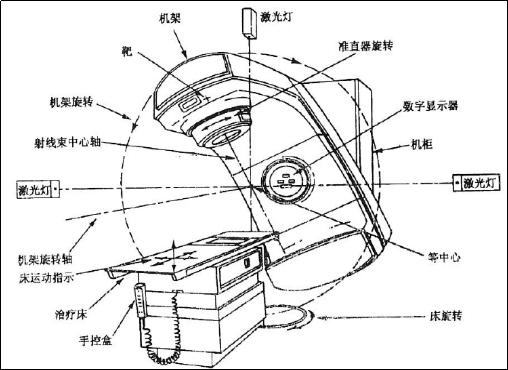 机架
激光灯
靶
准直器旋转
机架旋转
数字显示器
射线束中心轴
机柜
激光灯
激光灯
机架旋转轴
床运动指示
等中心
治疗床
床旋转
手控盒